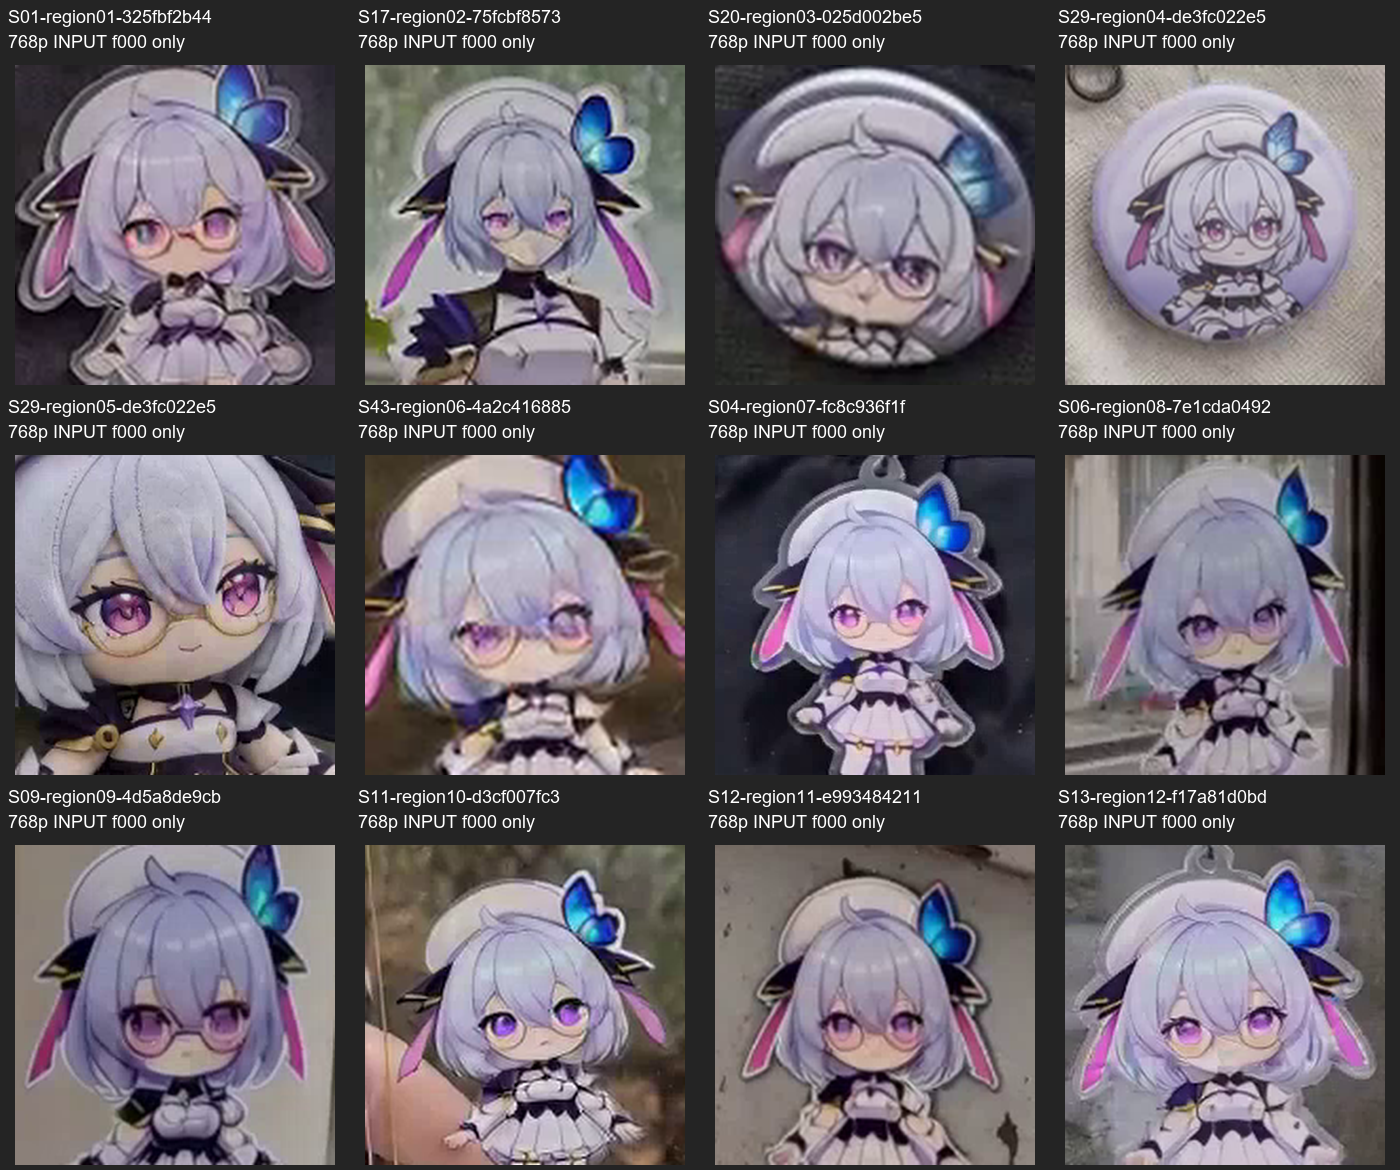 S01-region01-325fbf2b44
768p INPUT f000 only
S17-region02-75fcbf8573
768p INPUT f000 only
S20-region03-025d002be5
768p INPUT f000 only
S29-region04-de3fc022e5
768p INPUT f000 only
S29-region05-de3fc022e5
768p INPUT f000 only
S43-region06-4a2c416885
768p INPUT f000 only
S04-region07-fc8c936f1f
768p INPUT f000 only
S06-region08-7e1cda0492
768p INPUT f000 only
S09-region09-4d5a8de9cb
768p INPUT f000 only
S11-region10-d3cf007fc3
768p INPUT f000 only
S12-region11-e993484211
768p INPUT f000 only
S13-region12-f17a81d0bd
768p INPUT f000 only